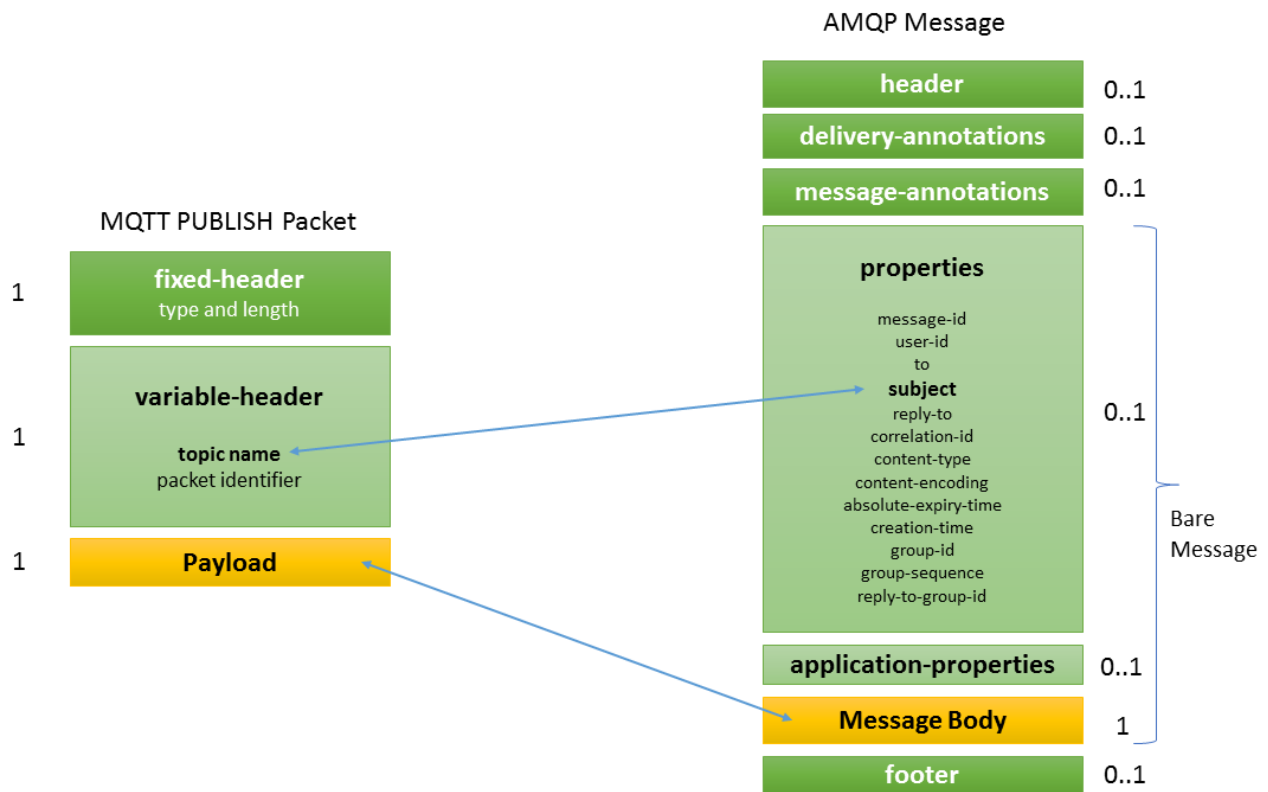 AMQP Message
header
0..1
delivery-annotations
0..1
message-annotations
0..1
MQTT PUBLISH Packet
fixed-header
type and length
1
variable-header
topic name
packet identifier
1
Payload
1
properties
message-id
user-id
to
subject
reply-to
correlation-id
content-type
content-encoding
absolute-expiry-time
creation-time
group-id
group-sequence
reply-to-group-id
0..1
Bare
Message
application-properties
0..1
Message Body
1
footer
0..1